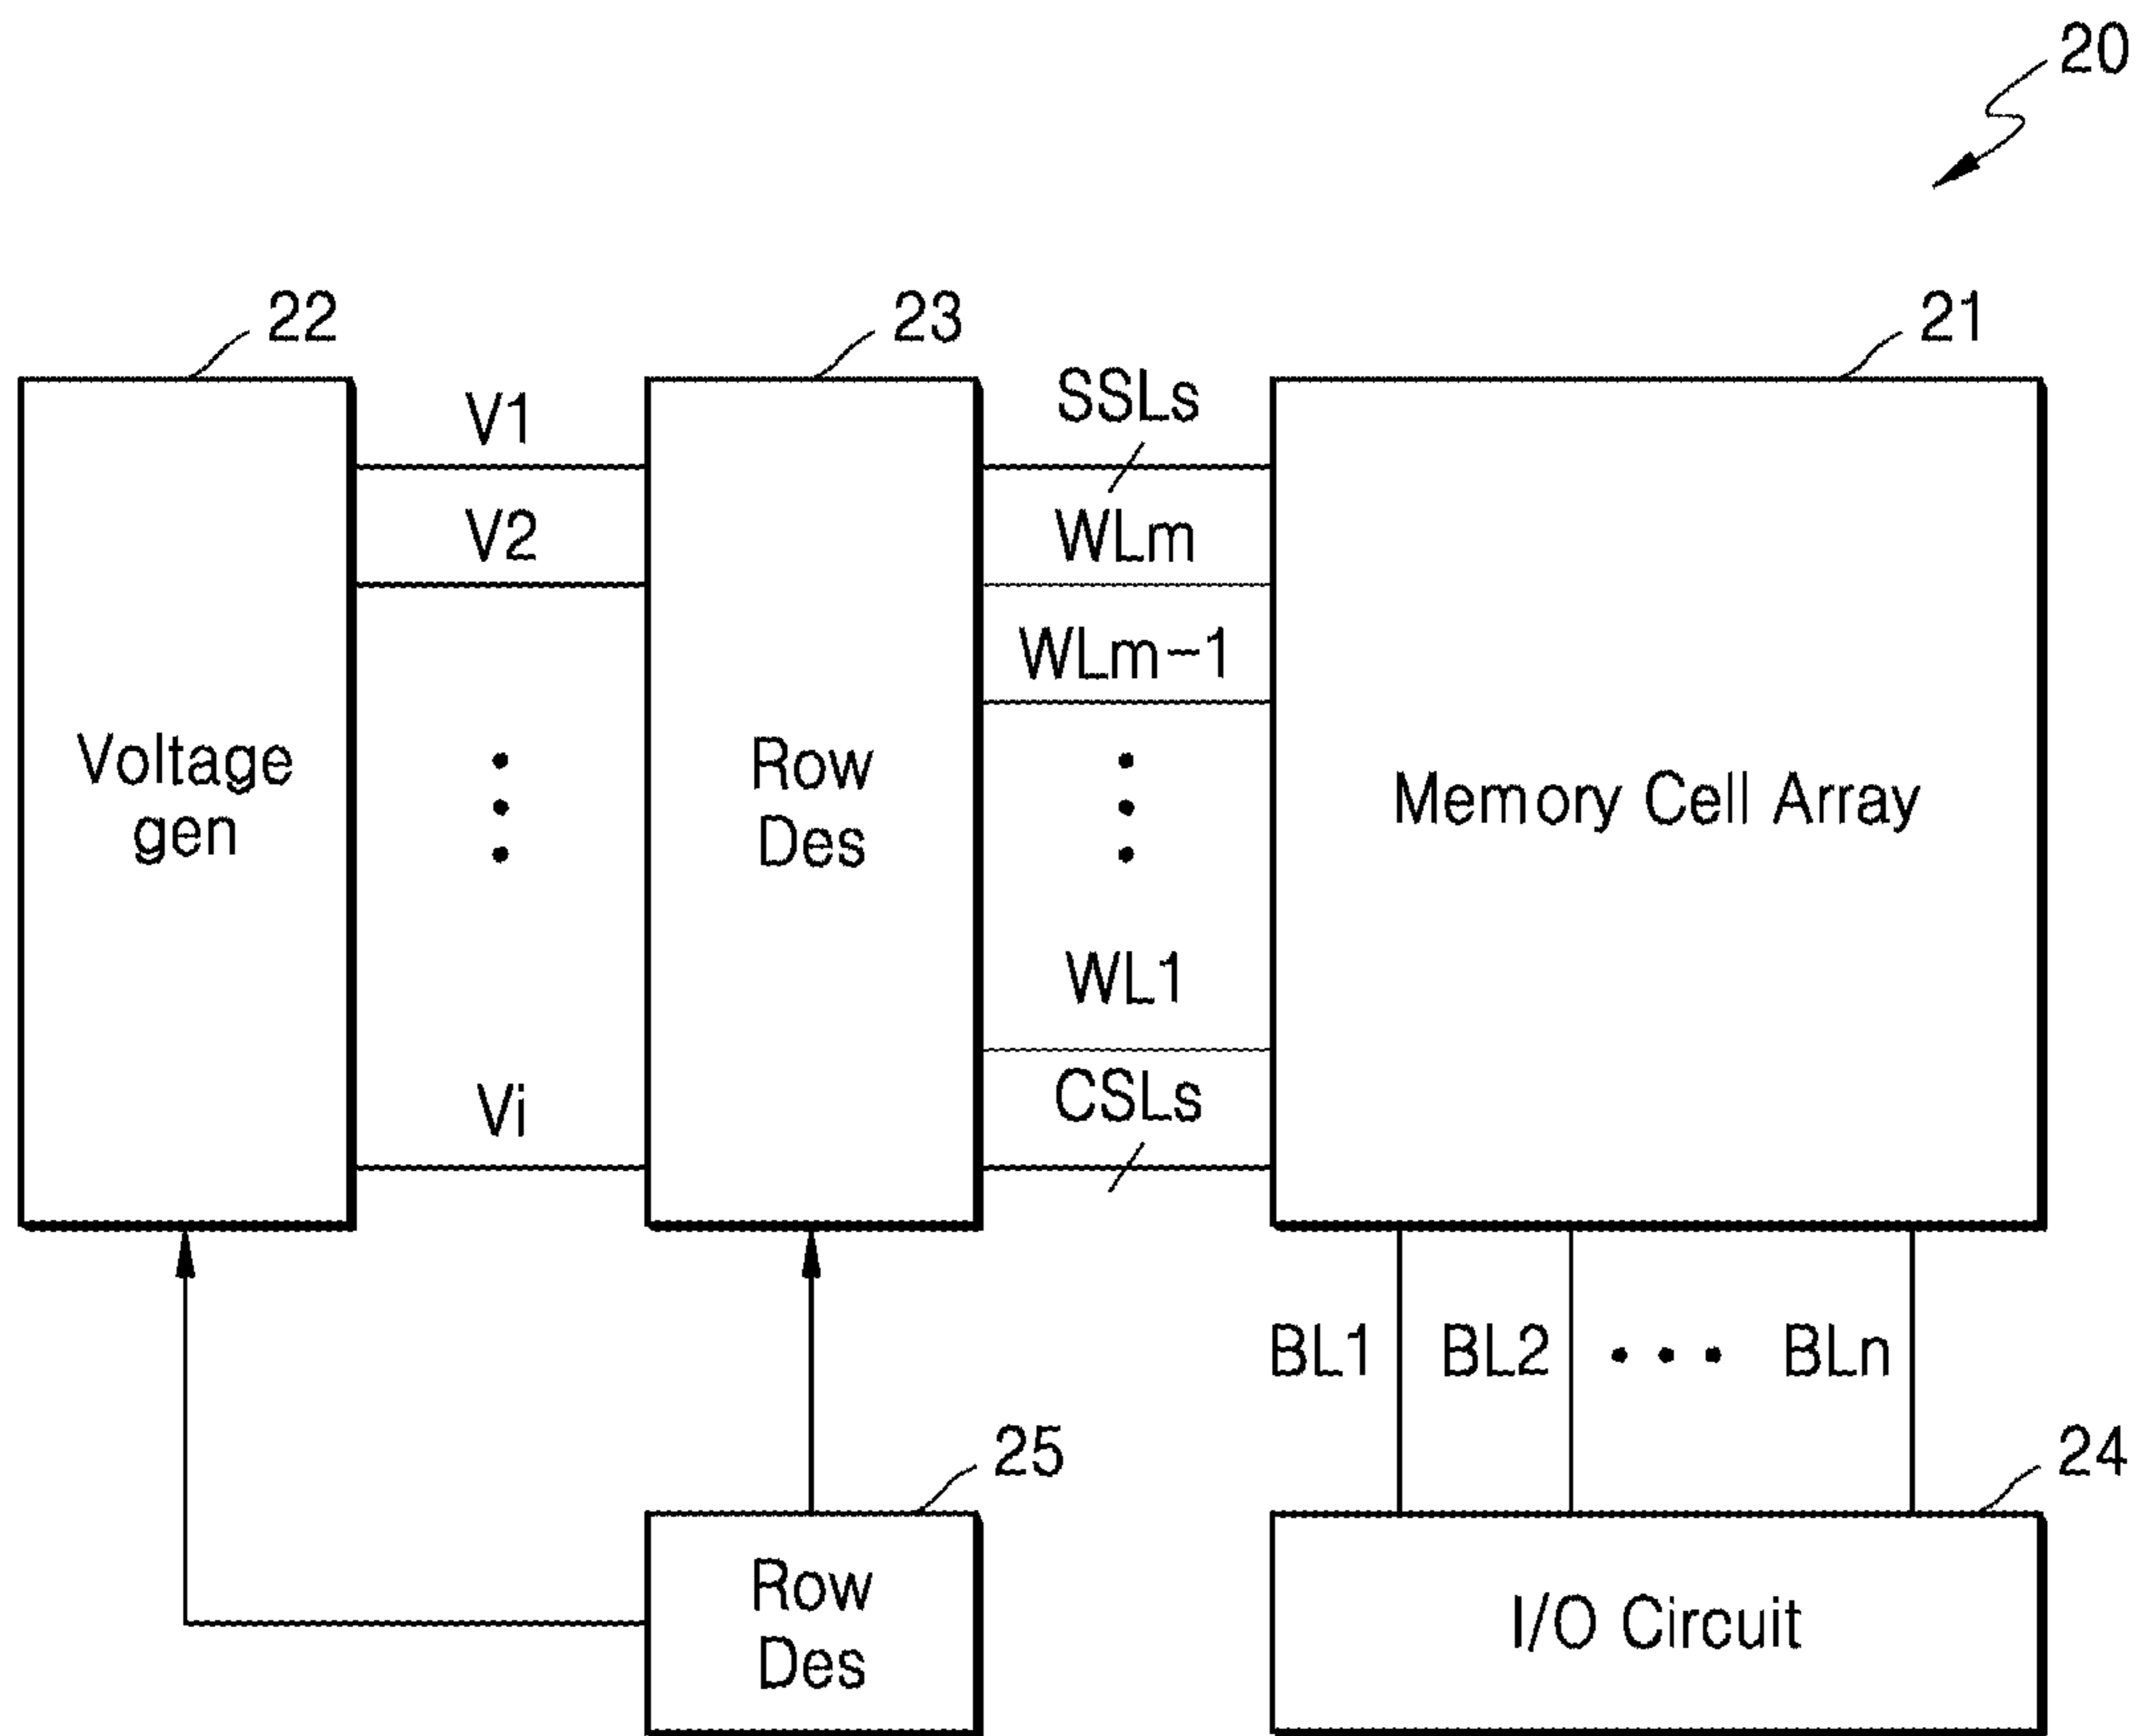 20
22
23
21
V1
SSLs
V2
WLm
WLm-1
Voltage
gen
Row
Des
Memory Cell Array
WL1
Vi
CSLs
BL1
BL2
BLn
25
24
Row
Des
I/O Circuit